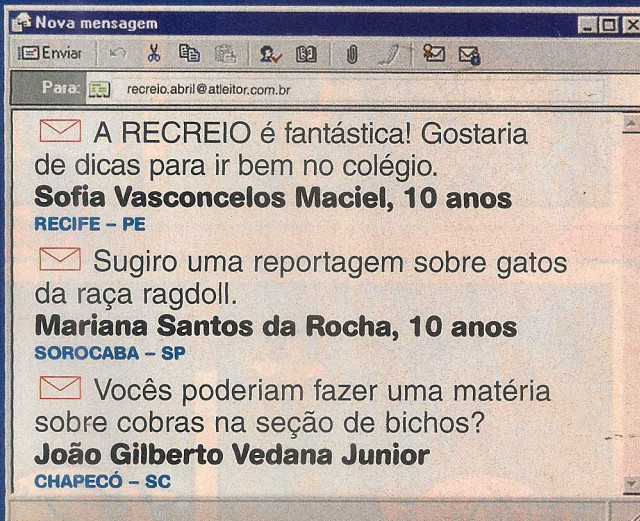 Nova mensagem
Enviar
Para: recreio.abril@atleitor.com.br
A RECREIO é fantástica! Gostaria
de dicas para ir bem no colégio.
Sofia Vasconcelos Maciel, 10 anos
RECIFE – PE
Sugiro uma reportagem sobre gatos
da raça ragdoll.
Mariana Santos da Rocha, 10 anos
SOROCABA – SP
Vocês poderiam fazer uma matéria
sobre cobras na seção de bichos?
João Gilberto Vedana Junior
CHAPECÓ – SC